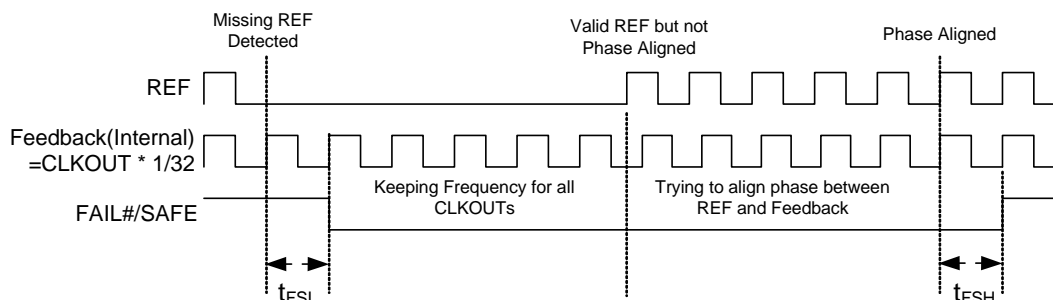 Missing REF
Detected
Valid REF but not
Phase Aligned
Phase Aligned
REF
Feedback(Internal)
=CLKOUT * 1/32
Keeping Frequency for all
CLKOUTs
Trying to align phase between
REF and Feedback
FAIL#/SAFE
tFSL
tFSH